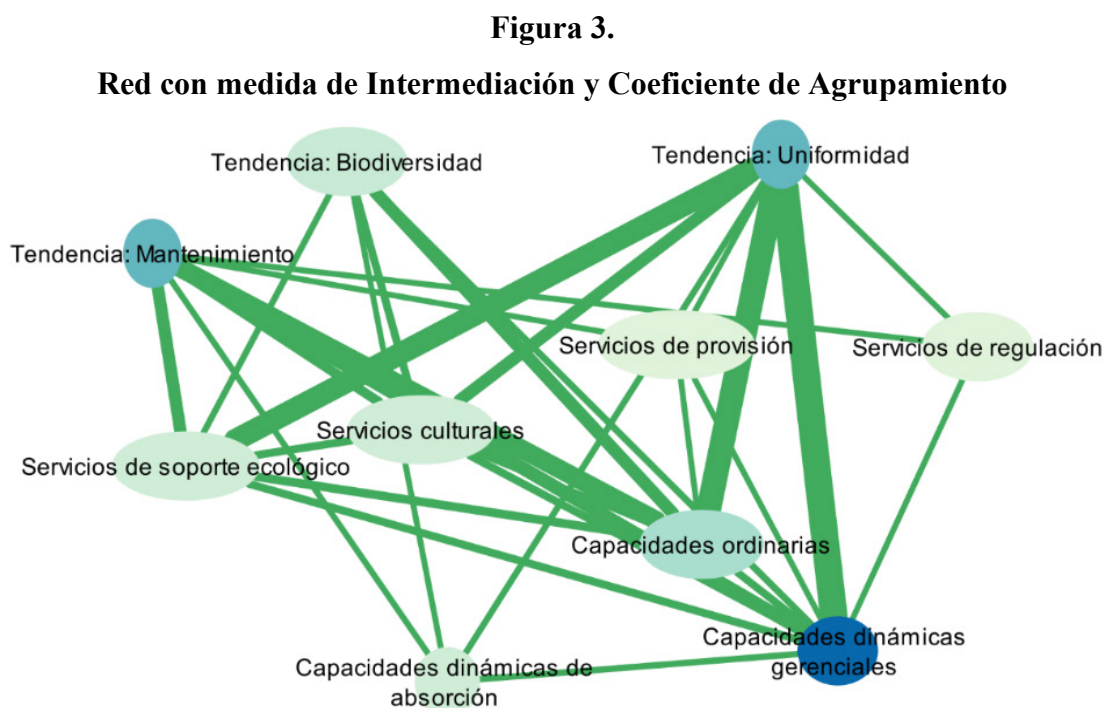 Figura 3.
Red con medida de Intermediación y Coeficiente de Agrupamiento
Tendencia: Biodiversidad
Tendencia: Uniformidad
Tendencia: Mantenimiento
Servicios de provisión
Servicios de regulación
Servicios culturales
Servicios de soporte ecológico
Capacidades ordinarias
Capacidades dinámicas
gerenciales
Capacidades dinámicas de
absorción